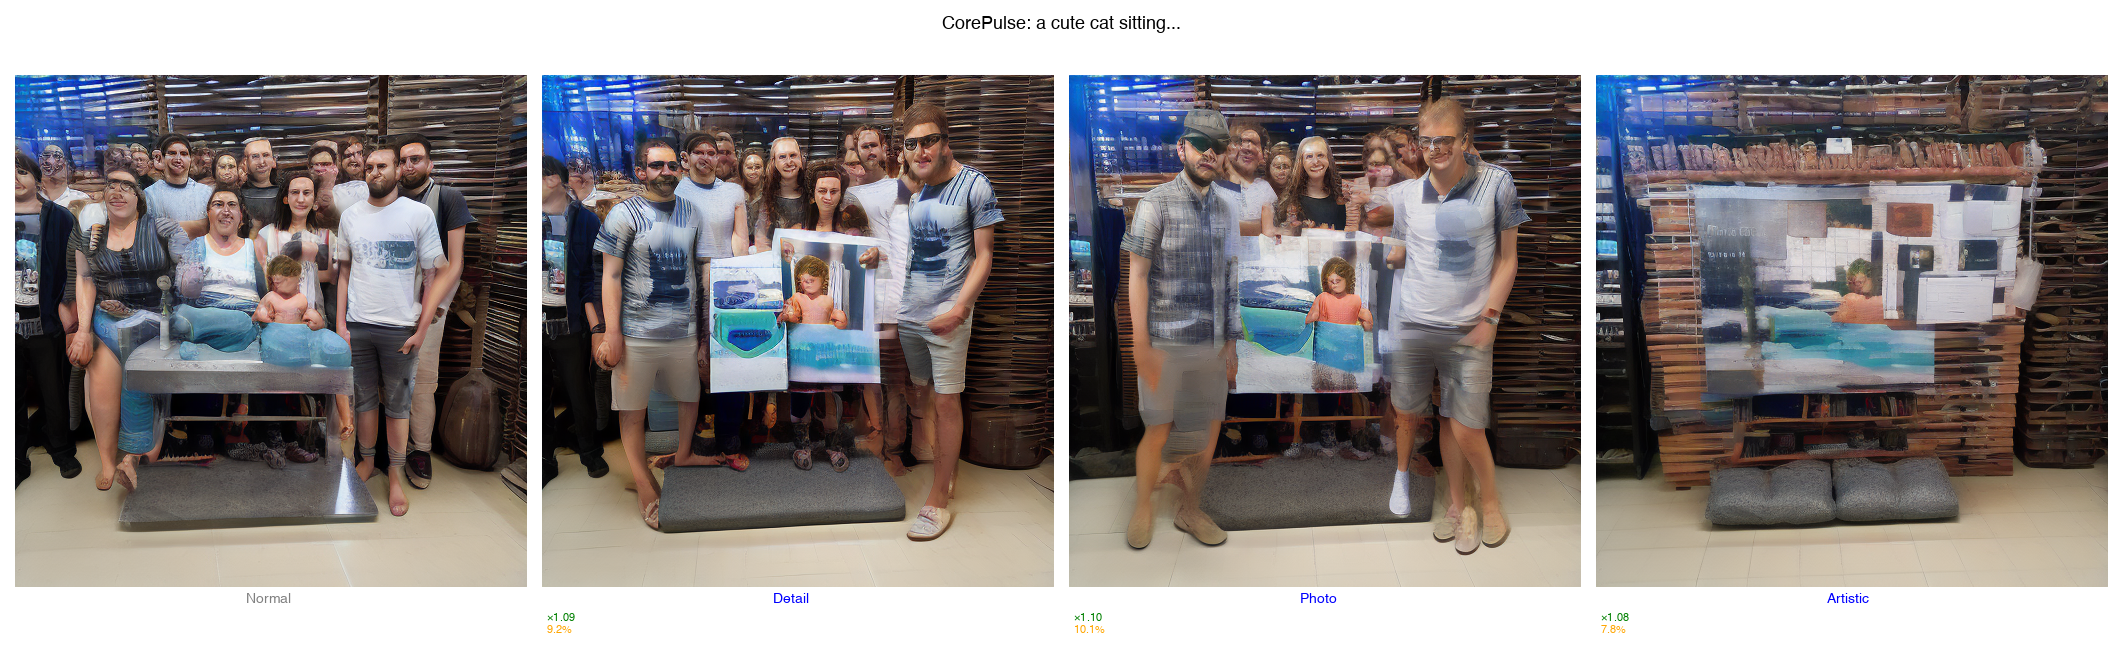 CorePulse: a cute cat sitting...
Normal
Detail
Photo
Artistic
×1.09
9.2%
×1.10
10.1%
×1.08
7.8%